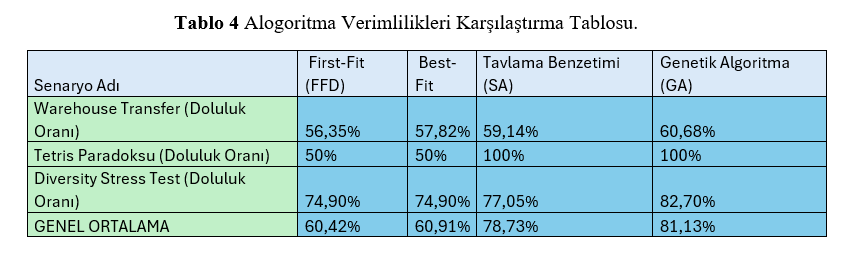 Tablo 4 Alogoritma Verimlilikleri Karşılaştırma Tablosu.
Senaryo Adı First-Fit (FFD) Best-Fit Tavlama Benzetimi (SA) Genetik Algoritma (GA)
Warehouse Transfer (Doluluk Oranı) 56,35% 57,82% 59,14% 60,68%
Tetris Paradoksu (Doluluk Oranı) 50% 50% 100% 100%
Diversity Stress Test (Doluluk Oranı) 74,90% 74,90% 77,05% 82,70%
GENEL ORTALAMA 60,42% 60,91% 78,73% 81,13%